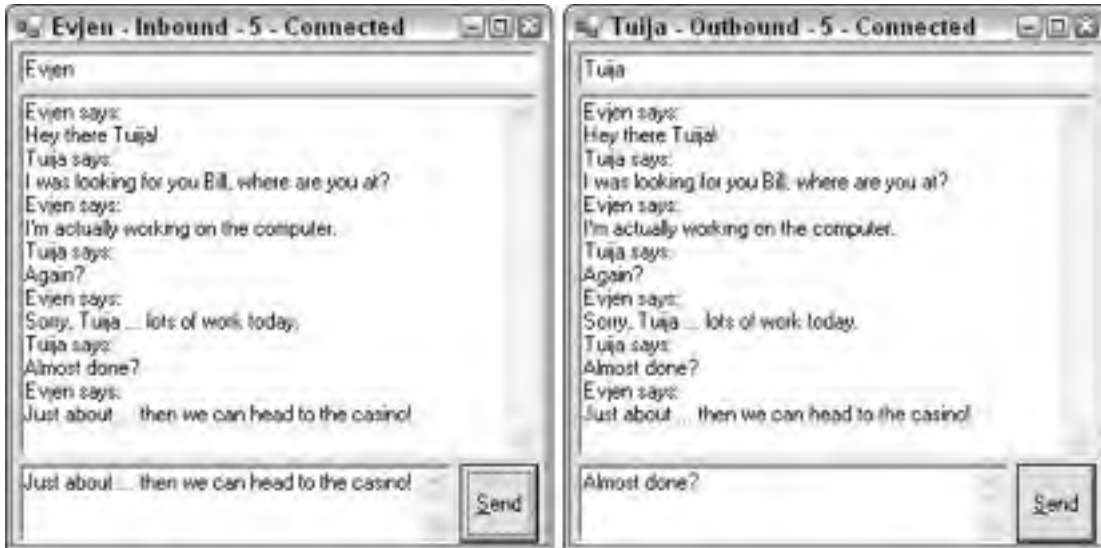 Evjen - Inbound - 5 - Connected
Evjen
Evjen says:
Hey there Tuija!
Tuija says:
I was looking for you Bill, where are you at?
Evjen says:
I'm actually working on the computer.
Tuija says:
Again?
Evjen says:
Sorry, Tuija ... lots of work today.
Tuija says:
Almost done?
Evjen says:
Just about ... then we can head to the casino!
Just about ... then we can head to the casino!
Send
Tuija - Outbound - 5 - Connected
Tuija
Evjen says:
Hey there Tuija!
Tuija says:
I was looking for you Bill, where are you at?
Evjen says:
I'm actually working on the computer.
Tuija says:
Again?
Evjen says:
Sorry, Tuija ... lots of work today.
Tuija says:
Almost done?
Evjen says:
Just about ... then we can head to the casino!
Almost done?
Send